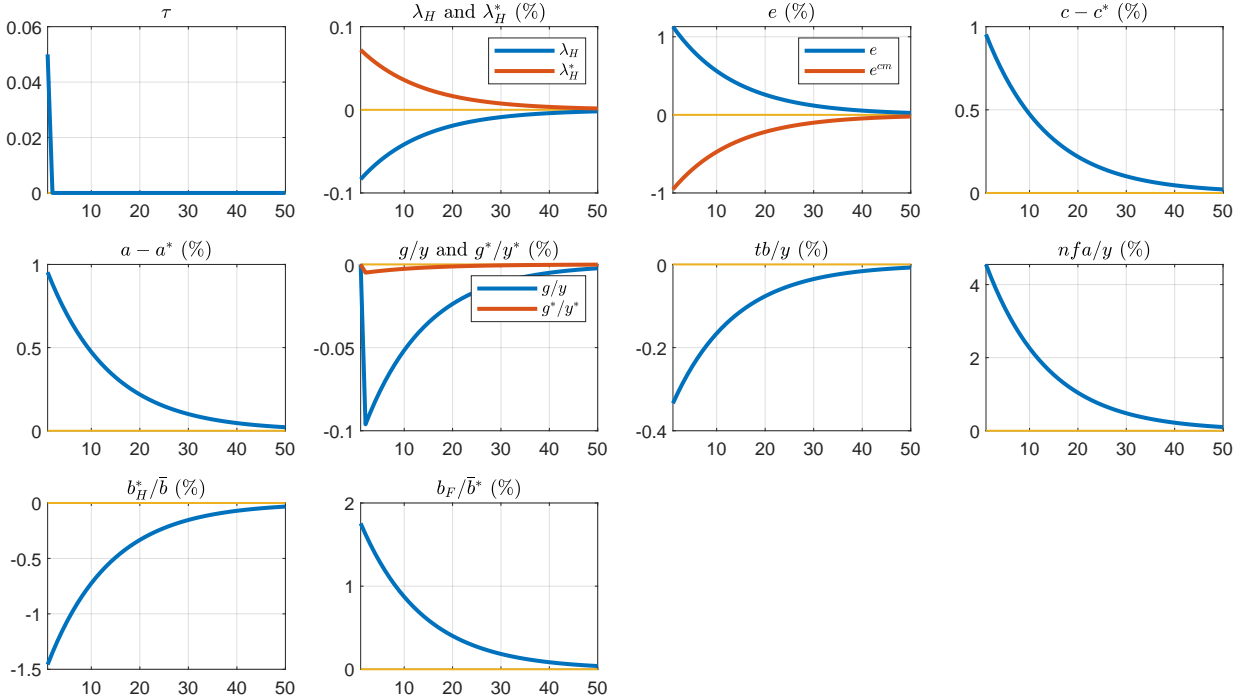 τ
0.06
0.04
0.02
0
10 20 30 40 50
λ_H and λ_H^* (%)
0.1
0
-0.1
λ_H
λ_H^*
10 20 30 40 50
e (%)
1
0
-1
e
e^{cm}
10 20 30 40 50
c − c* (%)
1
0.5
0
10 20 30 40 50
a − a* (%)
1
0.5
0
10 20 30 40 50
g/y and g*/y* (%)
0
-0.05
-0.1
g/y
g*/y*
10 20 30 40 50
tb/y (%)
0
-0.2
-0.4
10 20 30 40 50
nfa/y (%)
4
2
0
10 20 30 40 50
b_H^*/b̅ (%)
0
-0.5
-1
-1.5
10 20 30 40 50
b_F/b̅* (%)
2
1
0
10 20 30 40 50